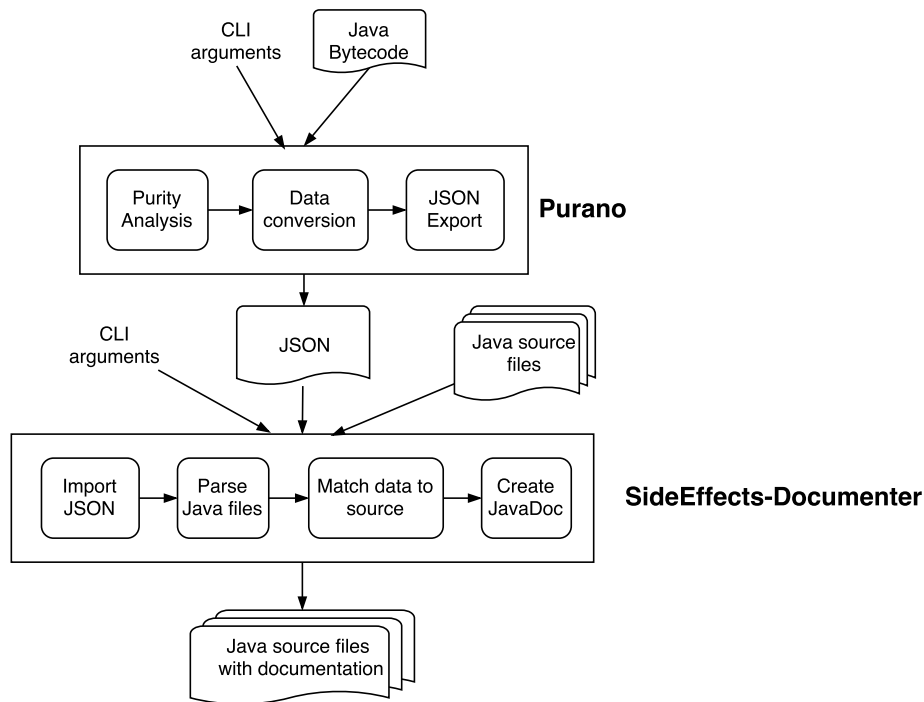 CLI
arguments
Java
Bytecode
Purity
Analysis
Data
conversion
JSON
Export
Purano
CLI
arguments
JSON
Java source
files
Import
JSON
Parse
Java files
Match data to
source
Create
JavaDoc
SideEffects-Documenter
Java source files
with documentation